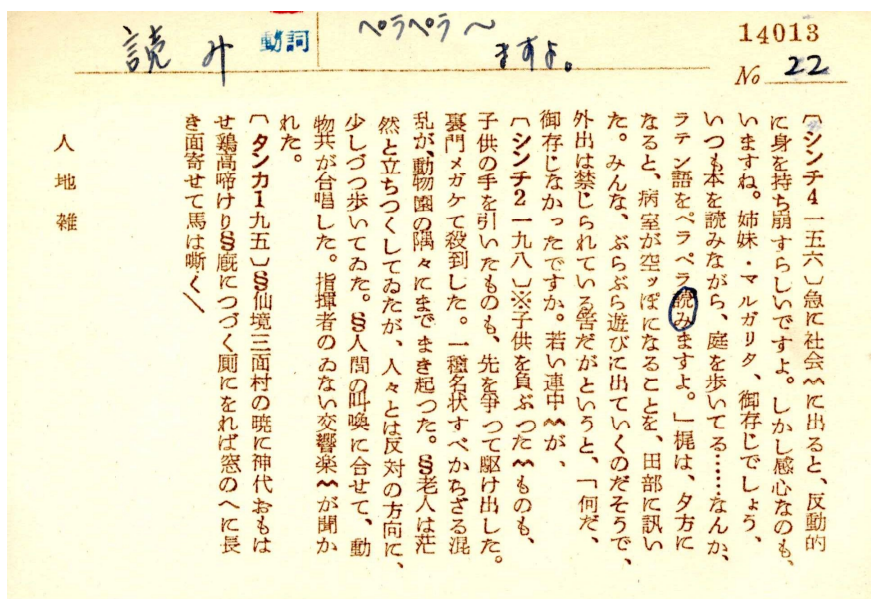 読み 動詞 ペラペラ〜
ますよ。
14013
No 22
〔シンチ4一五六〕急に社会〽に出ると、反動的
に身を持ち崩すらしいですよ。しかし感心なのも、
いますね。姉妹・マルガリタ、御存じでしょう、
いつも本を読みながら、庭を歩いてる……なんか、
ラテン語をペラペラ読みますよ。」梶は、夕方に
なると、病室が空ッぽになることを、田部に訊い
た。みんな、ぶらぶら遊びに出ていくのだそうで、
外出は禁じられている筈だがというと、「何だ、
御存じなかったですか。若い連中〽が、
〔シンチ2一九八〕※子供を負ぶつた〽ものも、
子供の手を引いたものも、先を争つて駆け出した。
裏門メガケて殺到した。一種名状すべからざる混
乱が、動物園の隅々にまでまき起つた。§老人は茫
然と立ちつくしてゐたが、人々とは反対の方向に、
少しづつ歩いてゐた。§人間の叫喚に合せて、動
物共が合唱した。指揮者のゐない交響楽〽が聞か
れた。
〔タンカ1九五〕§仙境三面村の暁に神代おもは
せ鶏高啼けり§厩につづく厠にをれば窓のへに長
き面寄せて馬は嘶く／
人地雑